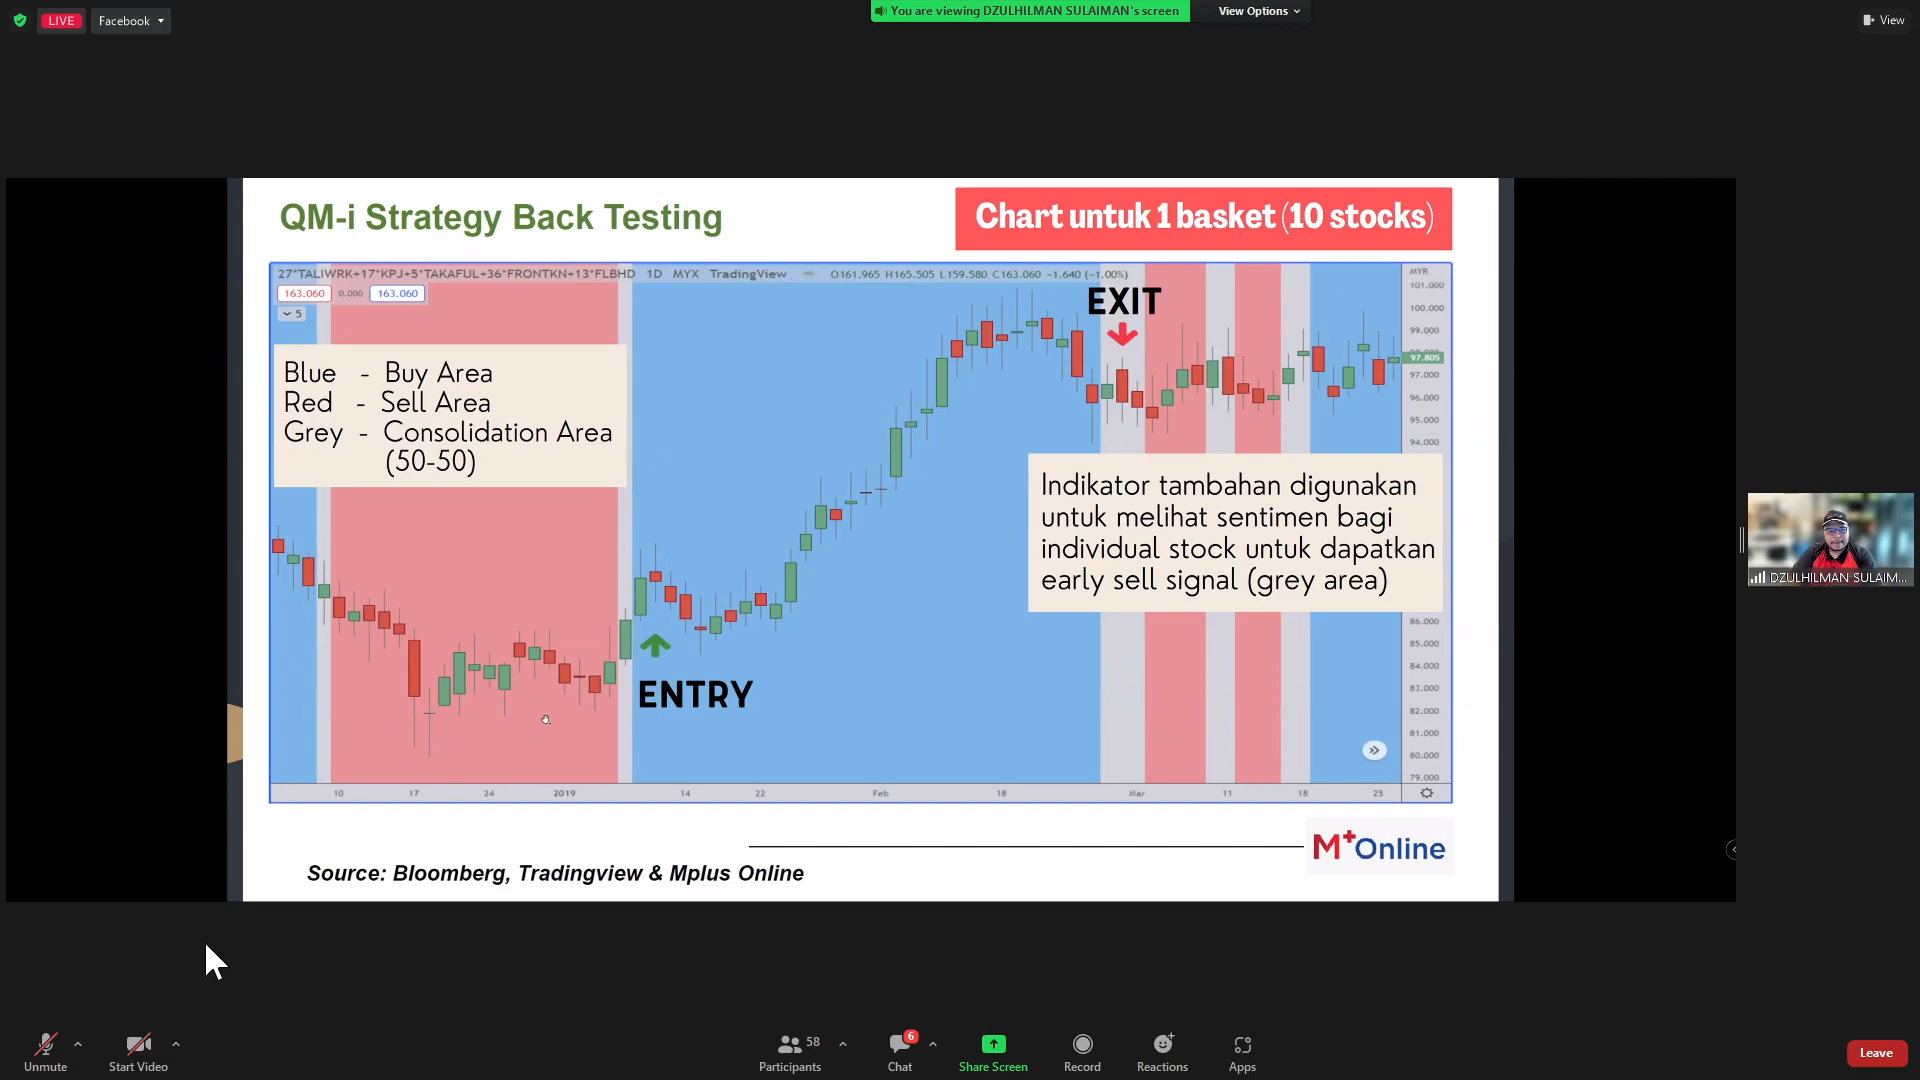 LIVE
Facebook
You are viewing DZULHILMAN SULAIMAN's screen
View Options
View
QM-i Strategy Back Testing
Chart untuk 1 basket (10 stocks)
27*TALIWRK+17*KPJ+5*TAKAFUL+36*FRONTKN+13*FLBHD 1D MYX TradingView
O161.965 H165.505 L159.580 C163.060 −1.640 (−1.00%)
MYR
163.060 0.000 163.060
5
101.000
100.000
99.000
97.805
97.000
96.000
95.000
94.000
86.000
85.000
84.000
83.000
82.000
81.000
80.000
79.000
EXIT
Blue - Buy Area
Red - Sell Area
Grey - Consolidation Area
(50-50)
Indikator tambahan digunakan
untuk melihat sentimen bagi
individual stock untuk dapatkan
early sell signal (grey area)
ENTRY
10 17 24 2019 14 22 Feb 18 Mar 11 18 25
M+Online
Source: Bloomberg, Tradingview & Mplus Online
DZULHILMAN SULAIM...
Unmute
Start Video
58
Participants
6
Chat
Share Screen
Record
Reactions
Apps
Leave